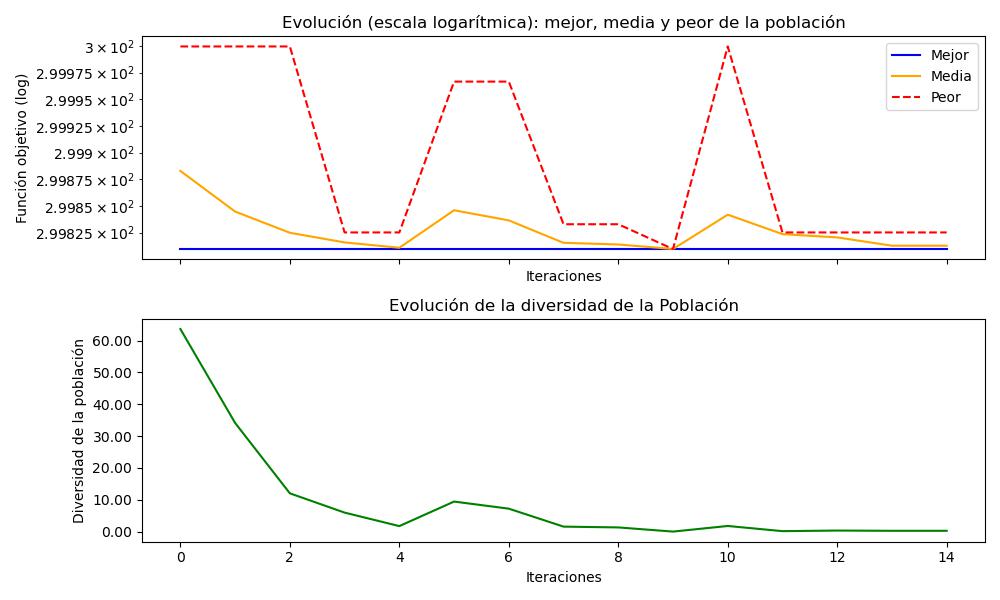 Evolución (escala logarítmica): mejor, media y peor de la población
Función objetivo (log)
3 × 10²
2.99975 × 10²
2.9995 × 10²
2.99925 × 10²
2.999 × 10²
2.99875 × 10²
2.9985 × 10²
2.99825 × 10²
Mejor
Media
Peor
Iteraciones
Evolución de la diversidad de la Población
Diversidad de la población
60.00
50.00
40.00
30.00
20.00
10.00
0.00
0 2 4 6 8 10 12 14
Iteraciones